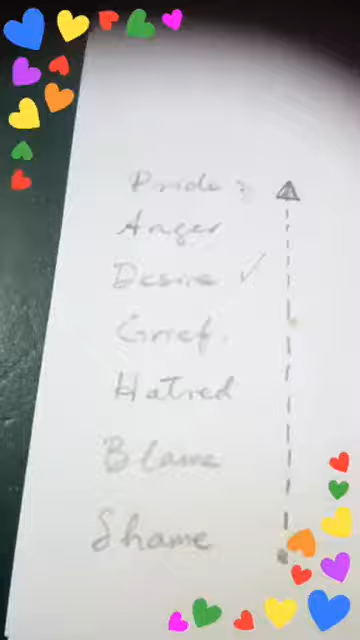 Pride ?
Anger
Desire ✓
Grief.
Hatred
Blame
Shame